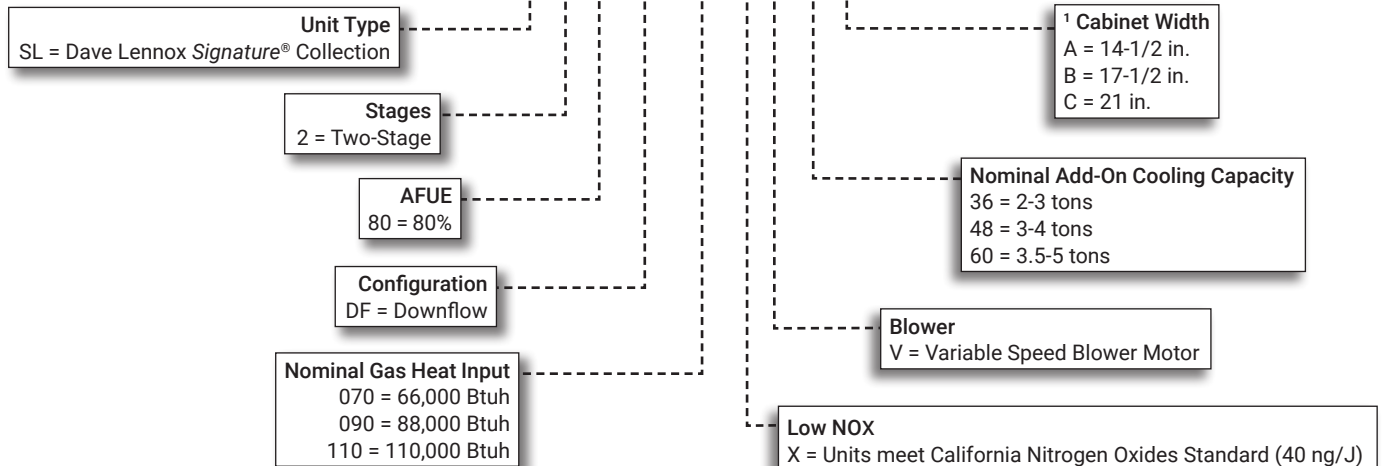 Unit Type
SL = Dave Lennox Signature® Collection
Stages
2 = Two-Stage
AFUE
80 = 80%
Configuration
DF = Downflow
Nominal Gas Heat Input
070 = 66,000 Btuh
090 = 88,000 Btuh
110 = 110,000 Btuh
¹ Cabinet Width
A = 14-1/2 in.
B = 17-1/2 in.
C = 21 in.
Nominal Add-On Cooling Capacity
36 = 2-3 tons
48 = 3-4 tons
60 = 3.5-5 tons
Blower
V = Variable Speed Blower Motor
Low NOX
X = Units meet California Nitrogen Oxides Standard (40 ng/J)